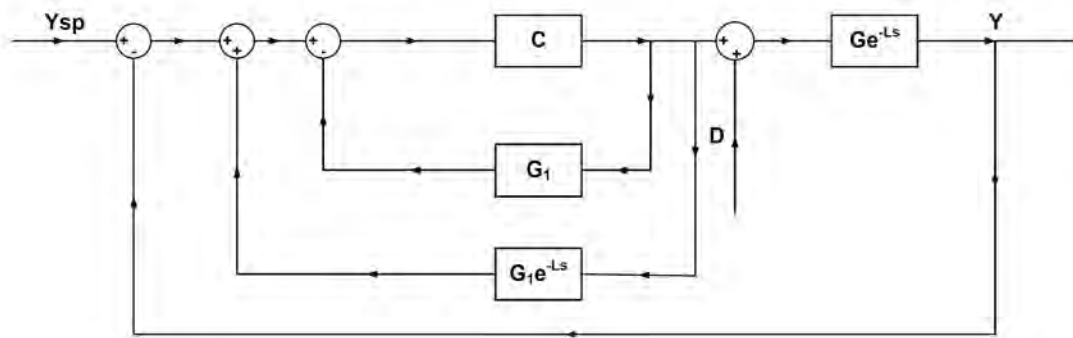 Ysp
Y
+
-
+
+
+
-
C
+
+
Ge-Ls
D
G1
G1e-Ls